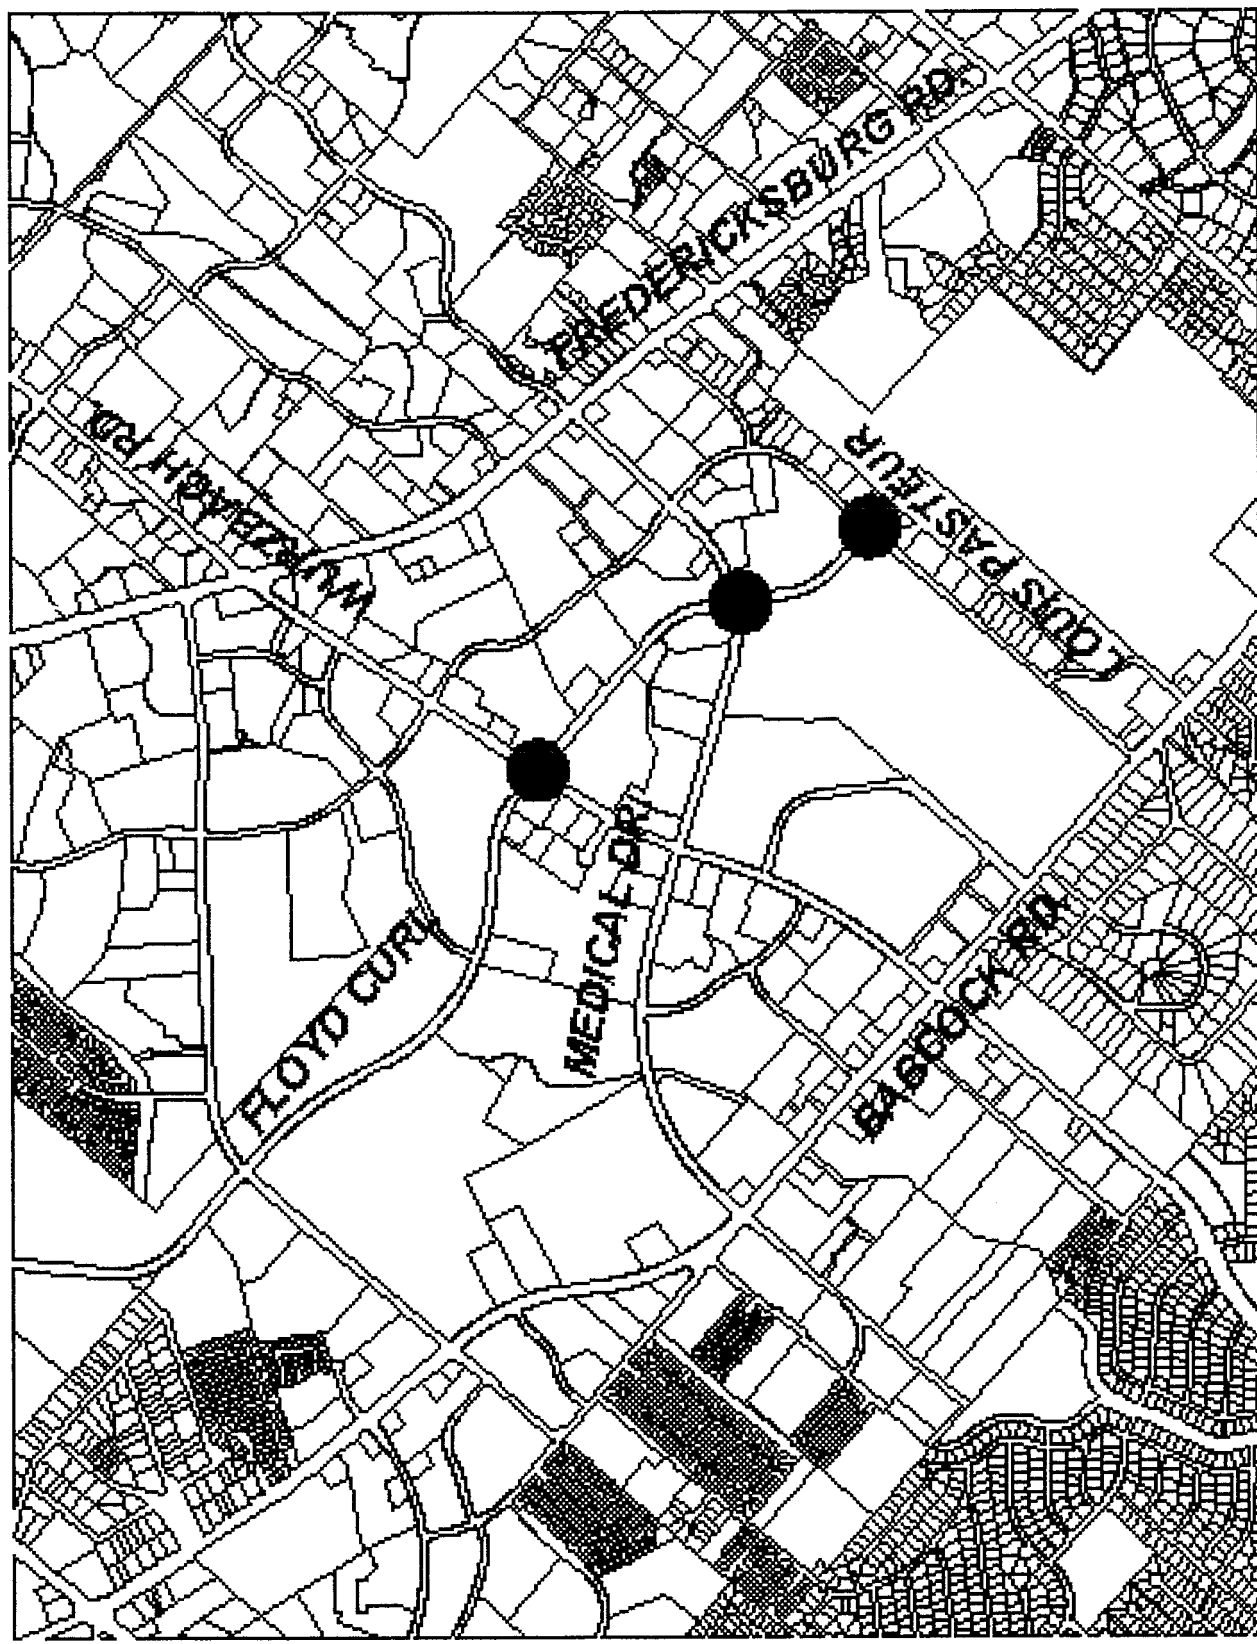 FREDERICKSBURG RD.
WURZBACH RD
LOUIS PASTEUR
MEDICAL DR.
FLOYD CURL
BABCOCK RD.